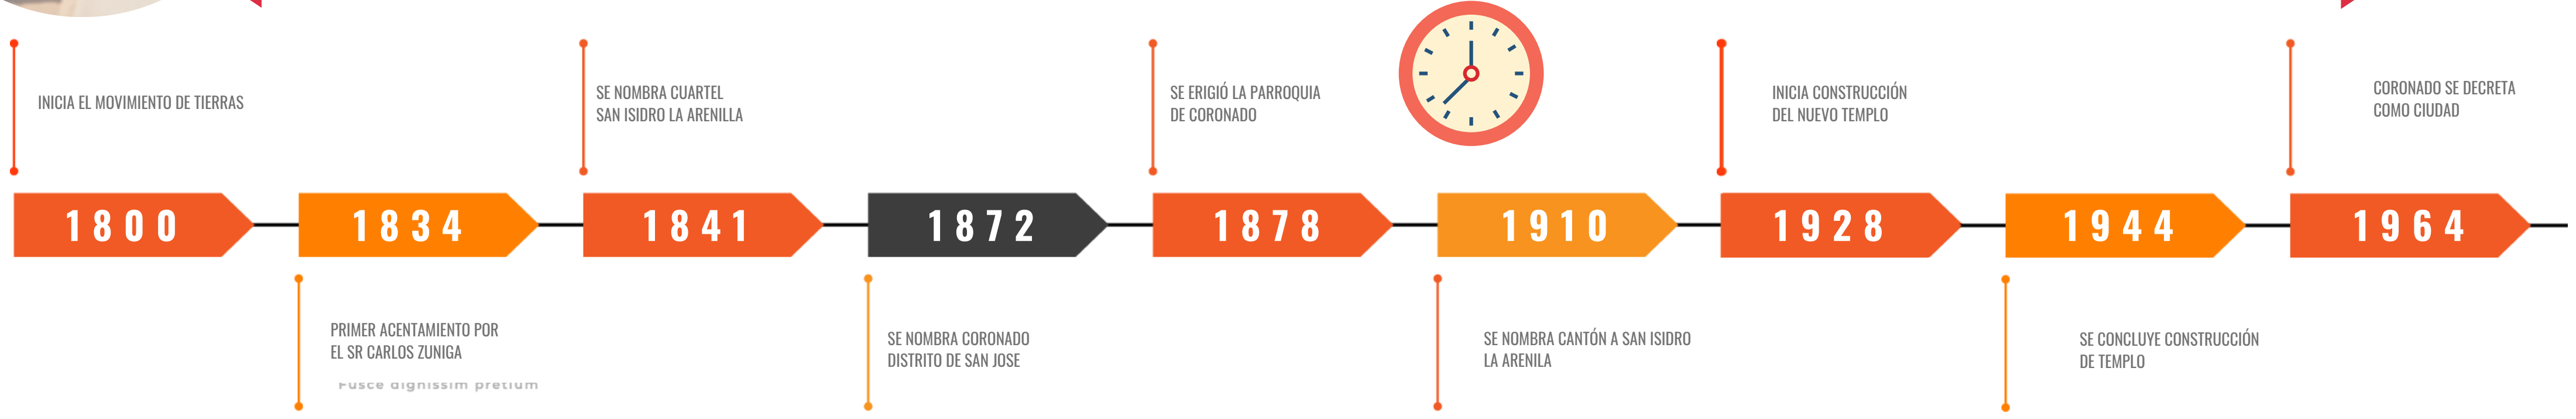 INICIA EL MOVIMIENTO DE TIERRAS
SE NOMBRA CUARTEL
SAN ISIDRO LA ARENILLA
SE ERIGIÓ LA PARROQUIA
DE CORONADO
INICIA CONSTRUCCIÓN
DEL NUEVO TEMPLO
CORONADO SE DECRETA
COMO CIUDAD
1800
1834
1841
1872
1878
1910
1928
1944
1964
PRIMER ACENTAMIENTO POR
EL SR CARLOS ZUNIGA
Fusce dignissim pretium
SE NOMBRA CORONADO
DISTRITO DE SAN JOSE
SE NOMBRA CANTÓN A SAN ISIDRO
LA ARENILA
SE CONCLUYE CONSTRUCCIÓN
DE TEMPLO